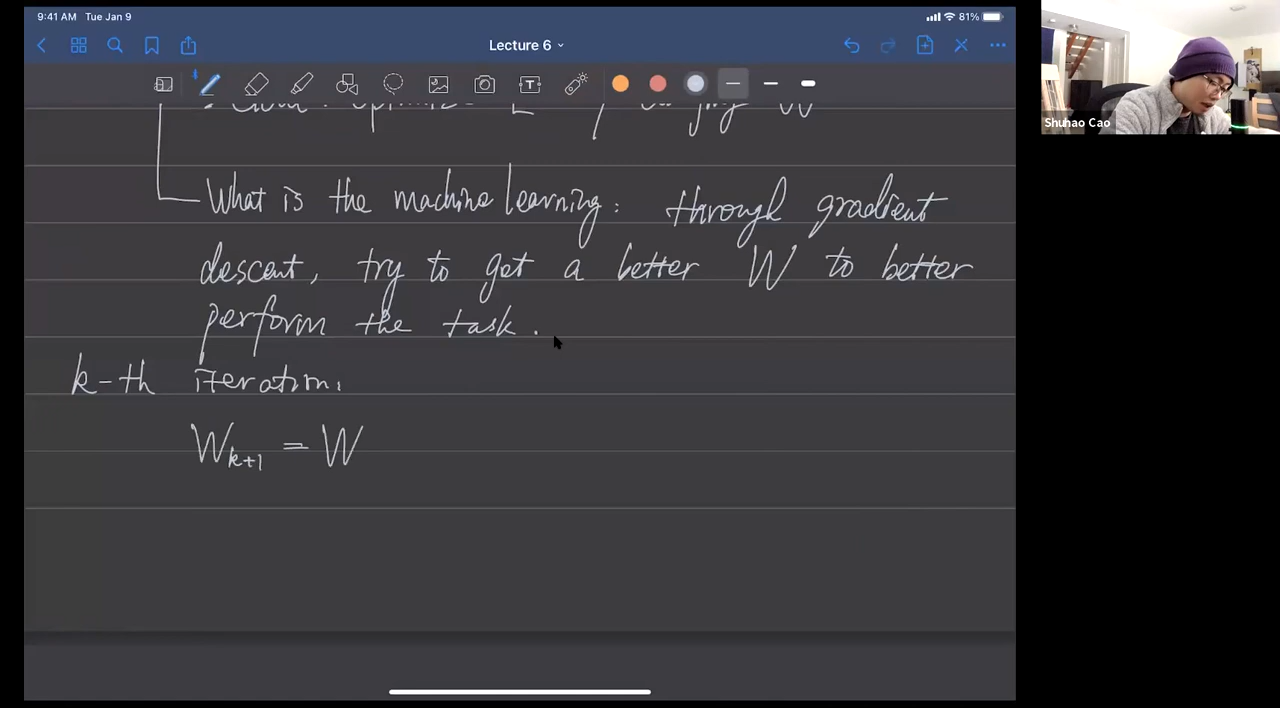 9:41 AM Tue Jan 9
81%
Lecture 6
Shuhao Cao
W
What is the machine learning: through gradient
descent, try to get a better W to better
perform the task.
k-th iteration:
W_{k+1} = W